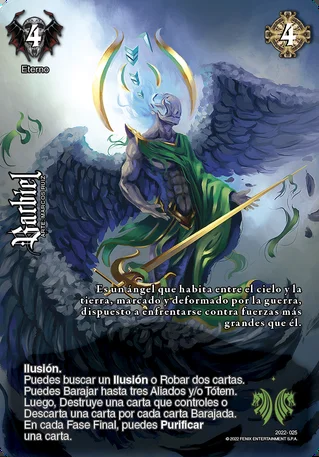 4
4
Eterno
Barbiel
ARTE: MARCOS RUZ
Es un ángel que habita entre el cielo y la
tierra, marcado y deformado por la guerra,
dispuesto a enfrentarse contra fuerzas más
grandes que él.
Ilusión.
Puedes buscar un Ilusión o Robar dos cartas.
Puedes Barajar hasta tres Aliados y/o Tótem.
Luego, Destruye una carta que controles o
Descarta una carta por cada carta Barajada.
En cada Fase Final, puedes Purificar
una carta.
2022- 025
© 2022 FENIX ENTERTAINMENT S.P.A.